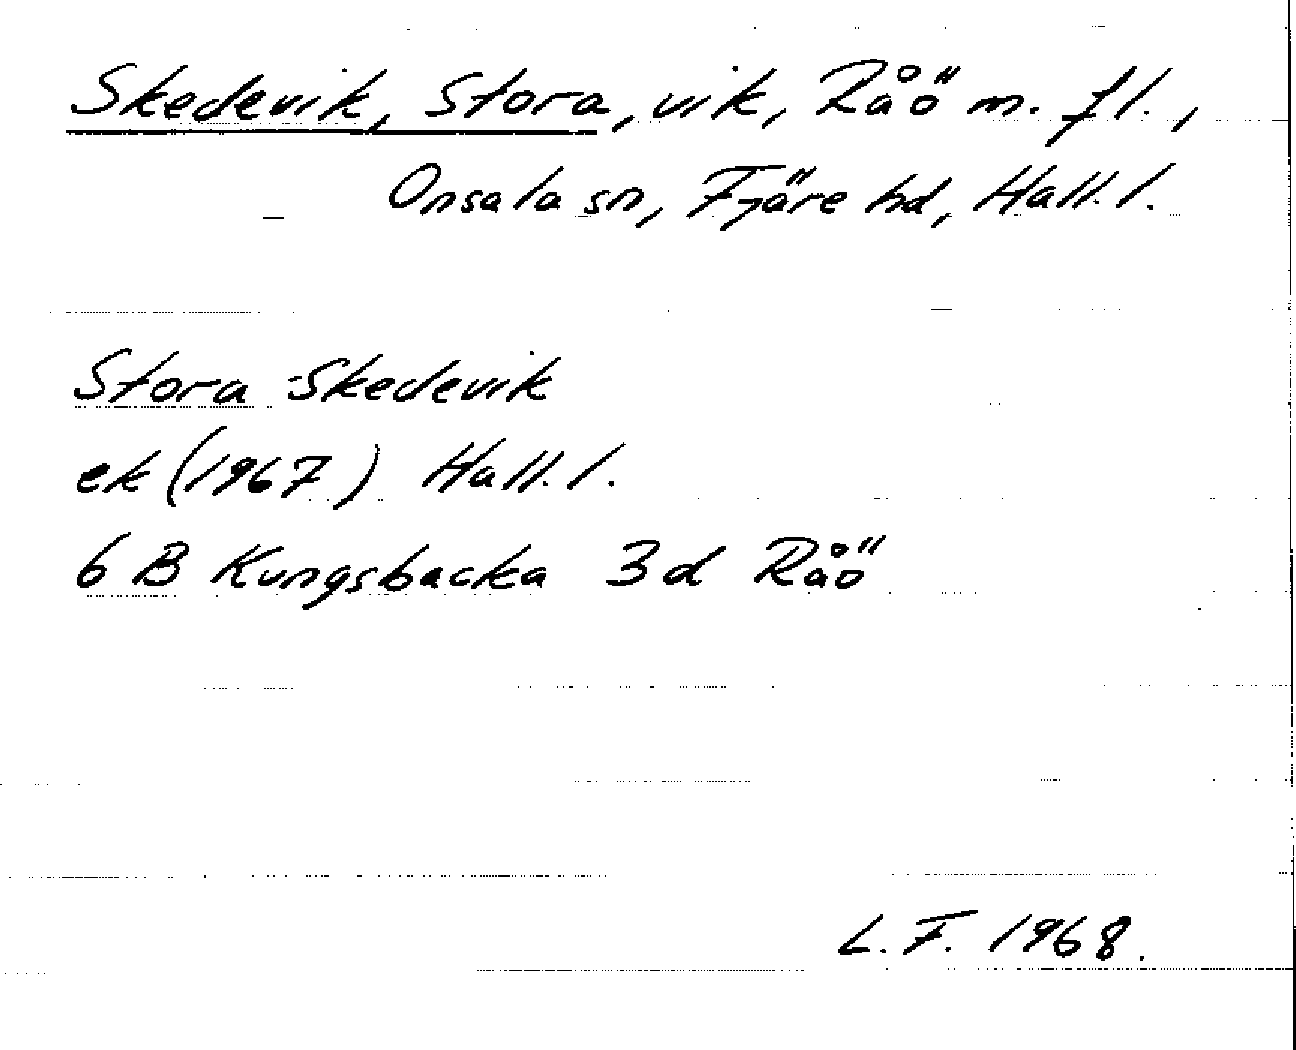 Skedevik, Stora, vik, Råö m. fl.,
Onsala sn, Fjäre hd, Hall. l.
Stora Skedevik
ek (1967) Hall. l.
6 B Kungsbacka 3 d Råö
L. F. 1968.